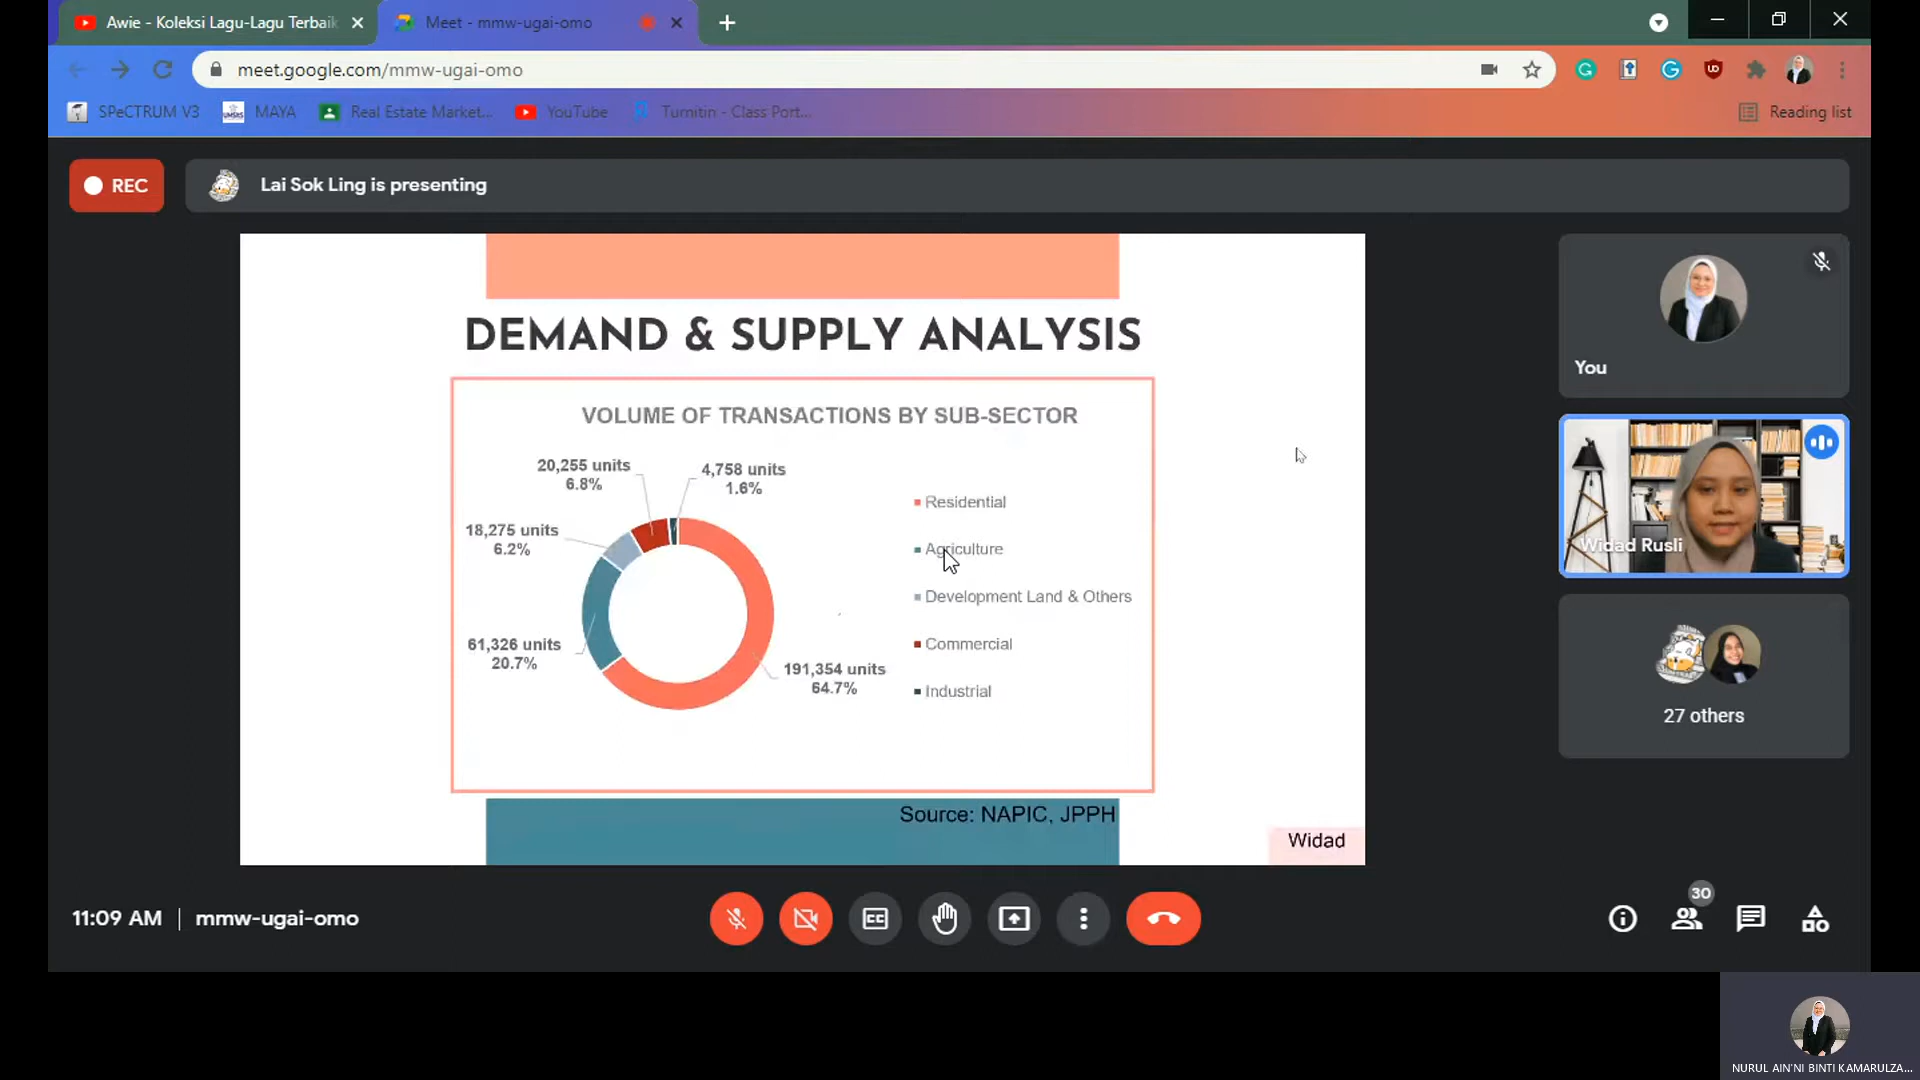 Awie - Koleksi Lagu-Lagu Terbaik
Meet - mmw-ugai-omo
meet.google.com/mmw-ugai-omo
SPeCTRUM V3
MAYA
Real Estate Market...
YouTube
Turnitin - Class Port...
Reading list
REC
Lai Sok Ling is presenting
DEMAND & SUPPLY ANALYSIS
VOLUME OF TRANSACTIONS BY SUB-SECTOR
20,255 units
6.8%
4,758 units
1.6%
18,275 units
6.2%
61,326 units
20.7%
191,354 units
64.7%
Residential
Agriculture
Development Land & Others
Commercial
Industrial
Source: NAPIC, JPPH
Widad
You
Widad Rusli
27 others
11:09 AM | mmw-ugai-omo
30
NURUL AIN'NI BINTI KAMARULZA...